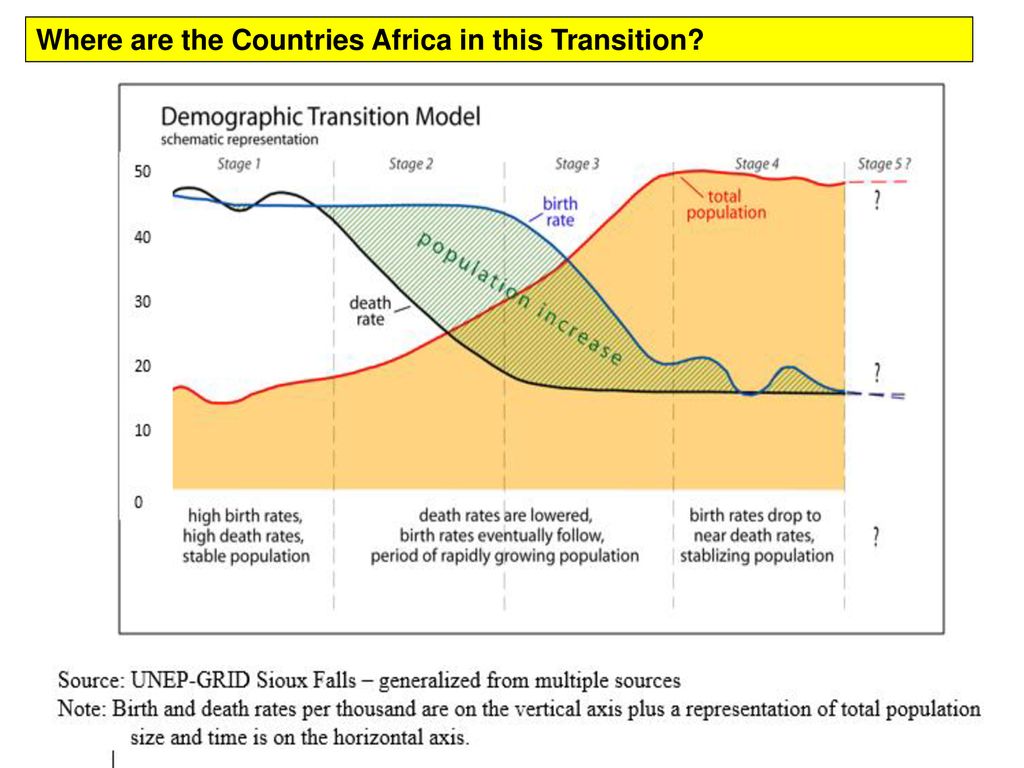 Where are the Countries Africa in this Transition?
Demographic Transition Model
schematic representation
Stage 1
Stage 2
Stage 3
Stage 4
Stage 5 ?
50
40
30
20
10
0
birth
rate
total
population
?
population increase
death
rate
?
high birth rates,
high death rates,
stable population
death rates are lowered,
birth rates eventually follow,
period of rapidly growing population
birth rates drop to
near death rates,
stablizing population
?
Source: UNEP-GRID Sioux Falls – generalized from multiple sources
Note: Birth and death rates per thousand are on the vertical axis plus a representation of total population
size and time is on the horizontal axis.